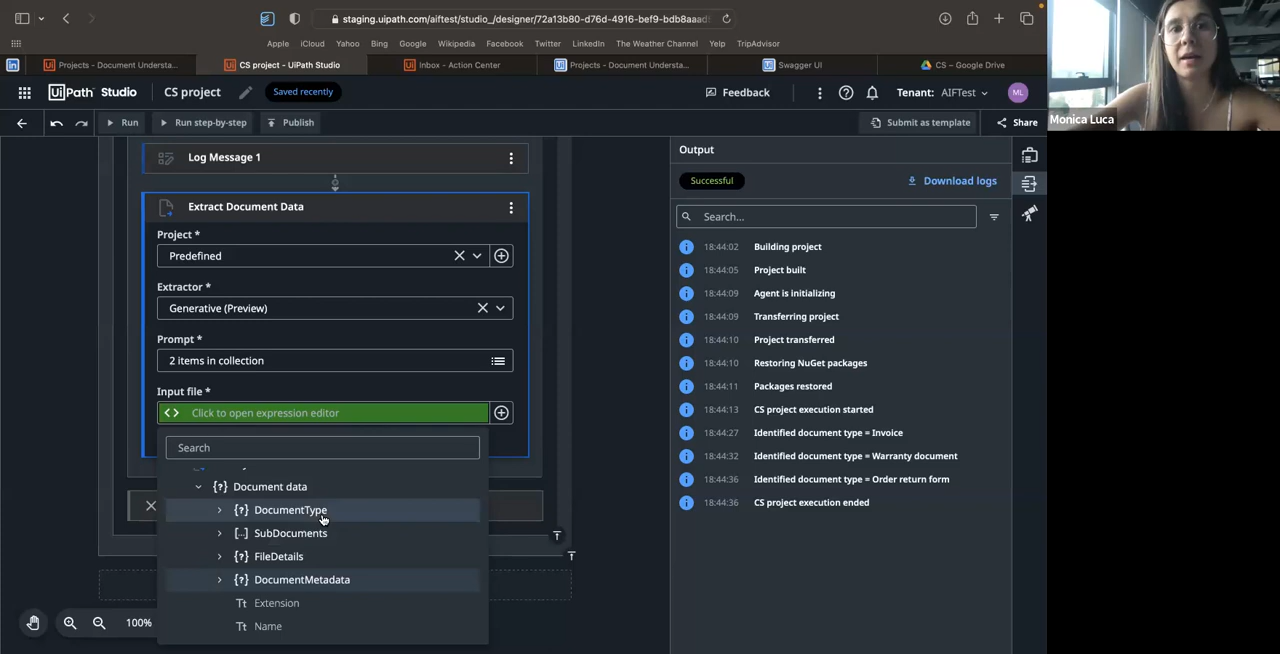 staging.uipath.com/aiftest/studio_/designer/72a13b80-d76d-4916-bef9-bdb8aaad
Apple iCloud Yahoo Bing Google Wikipedia Facebook Twitter LinkedIn The Weather Channel Yelp TripAdvisor
Projects - Document Understa... CS project - UiPath Studio Inbox - Action Center Projects - Document Understa... Swagger UI CS – Google Drive
UiPath Studio CS project Saved recently Feedback Tenant: AIFTest ML
Monica Luca
Run Run step-by-step Publish Submit as template Share
Log Message 1
Extract Document Data
Project *
Predefined
Extractor *
Generative (Preview)
Prompt *
2 items in collection
Input file *
Click to open expression editor
Search
Document data
DocumentType
SubDocuments
FileDetails
DocumentMetadata
Tt Extension
Tt Name
100%
Output
Successful Download logs
Search...
18:44:02 Building project
18:44:05 Project built
18:44:09 Agent is initializing
18:44:09 Transferring project
18:44:10 Project transferred
18:44:10 Restoring NuGet packages
18:44:11 Packages restored
18:44:13 CS project execution started
18:44:27 Identified document type = Invoice
18:44:32 Identified document type = Warranty document
18:44:36 Identified document type = Order return form
18:44:36 CS project execution ended